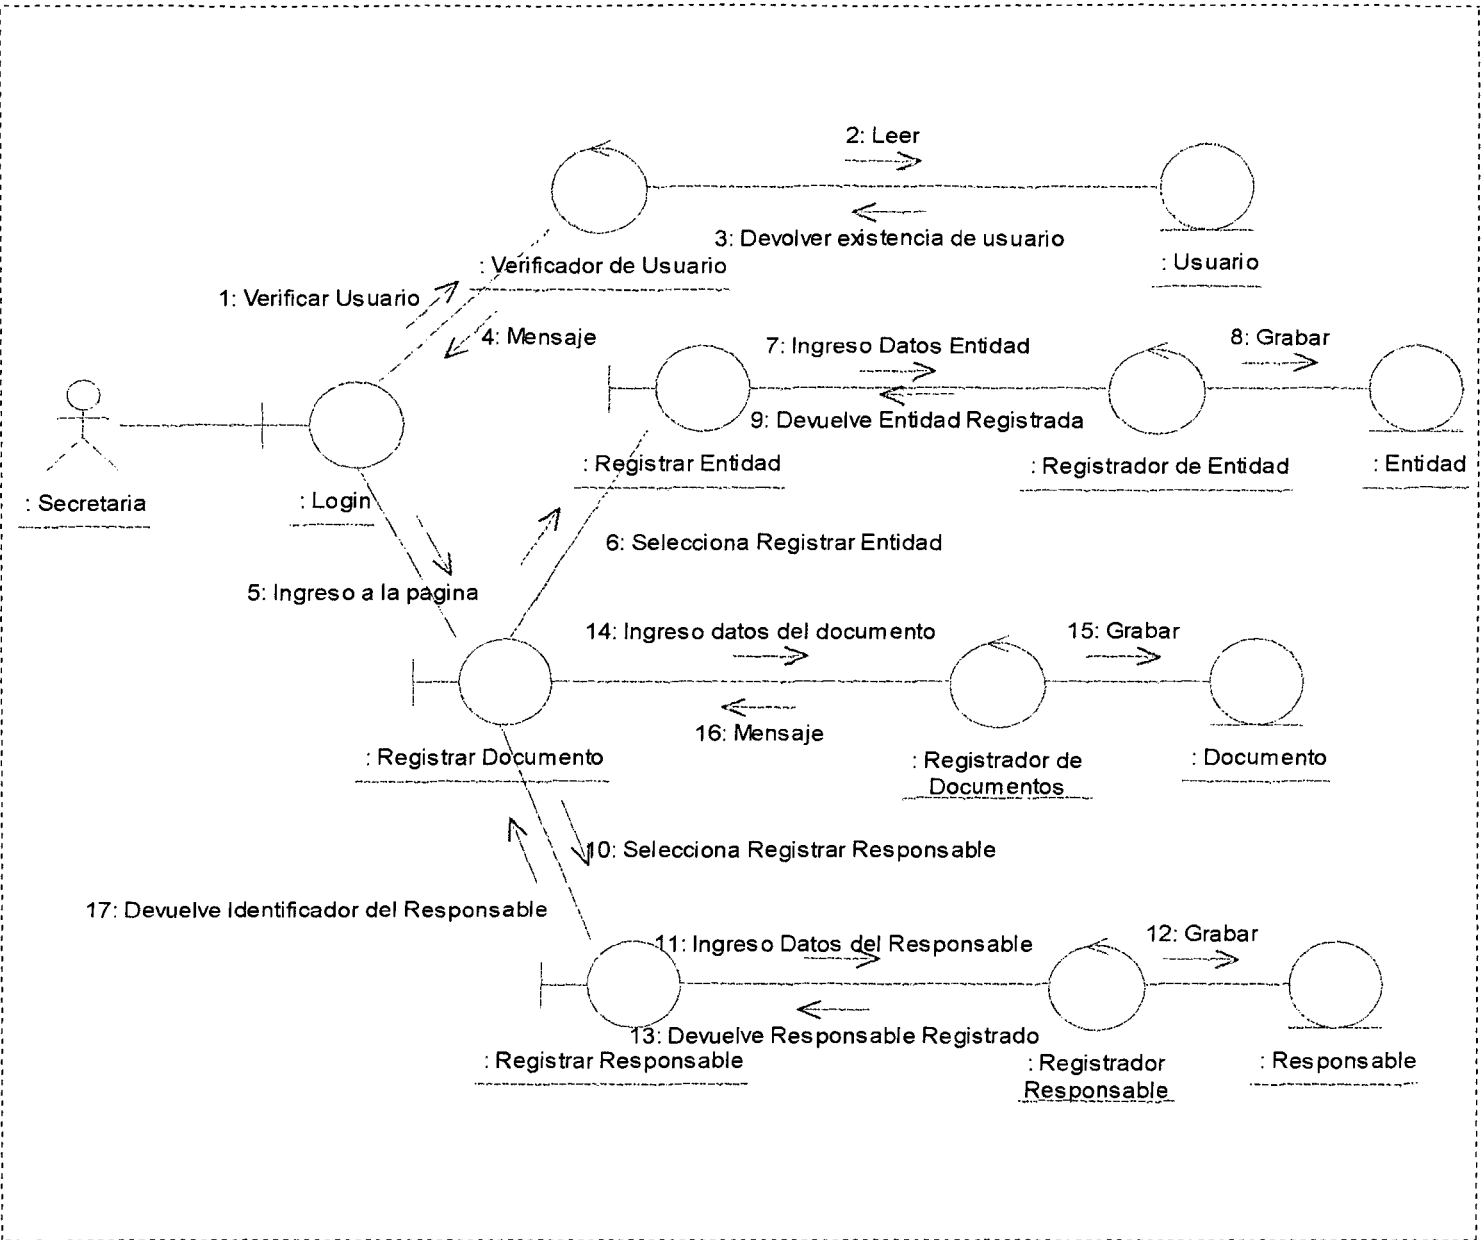 2: Leer
3: Devolver existencia de usuario
: Verificador de Usuario
: Usuario
1: Verificar Usuario
4: Mensaje
7: Ingreso Datos Entidad
8: Grabar
9: Devuelve Entidad Registrada
: Registrar Entidad
: Registrador de Entidad
: Entidad
: Secretaria
: Login
6: Selecciona Registrar Entidad
5: Ingreso a la pagina
14: Ingreso datos del documento
15: Grabar
16: Mensaje
: Registrar Documento
: Registrador de
Documentos
: Documento
10: Selecciona Registrar Responsable
17: Devuelve Identificador del Responsable
11: Ingreso Datos del Responsable
12: Grabar
13: Devuelve Responsable Registrado
: Registrar Responsable
: Registrador
Responsable
: Responsable